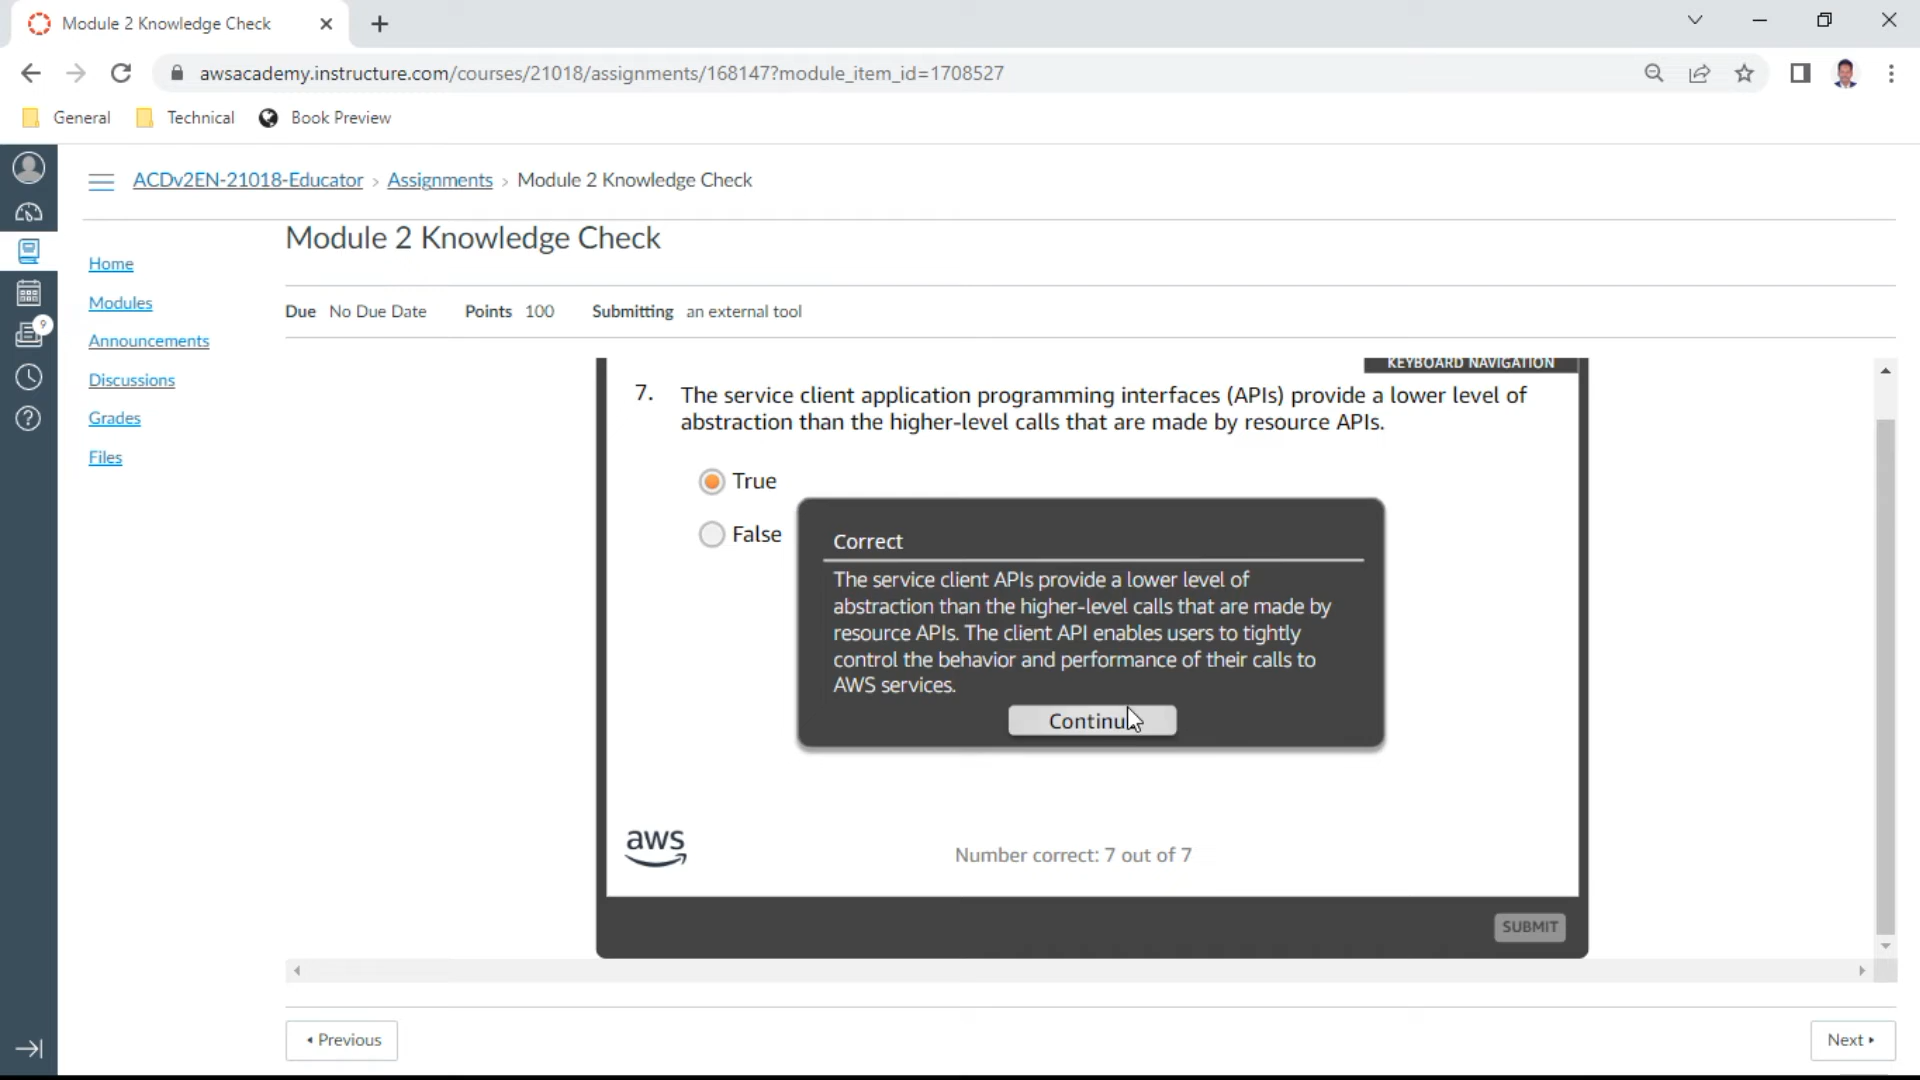 Module 2 Knowledge Check
awsacademy.instructure.com/courses/21018/assignments/168147?module_item_id=1708527
General Technical Book Preview
ACDv2EN-21018-Educator › Assignments › Module 2 Knowledge Check
Module 2 Knowledge Check
Home
Modules
Announcements
Discussions
Grades
Files
9
Due No Due Date Points 100 Submitting an external tool
KEYBOARD NAVIGATION
7. The service client application programming interfaces (APIs) provide a lower level of
abstraction than the higher-level calls that are made by resource APIs.
True
False
Correct
The service client APIs provide a lower level of
abstraction than the higher-level calls that are made by
resource APIs. The client API enables users to tightly
control the behavior and performance of their calls to
AWS services.
Continue
aws
Number correct: 7 out of 7
SUBMIT
Previous
Next